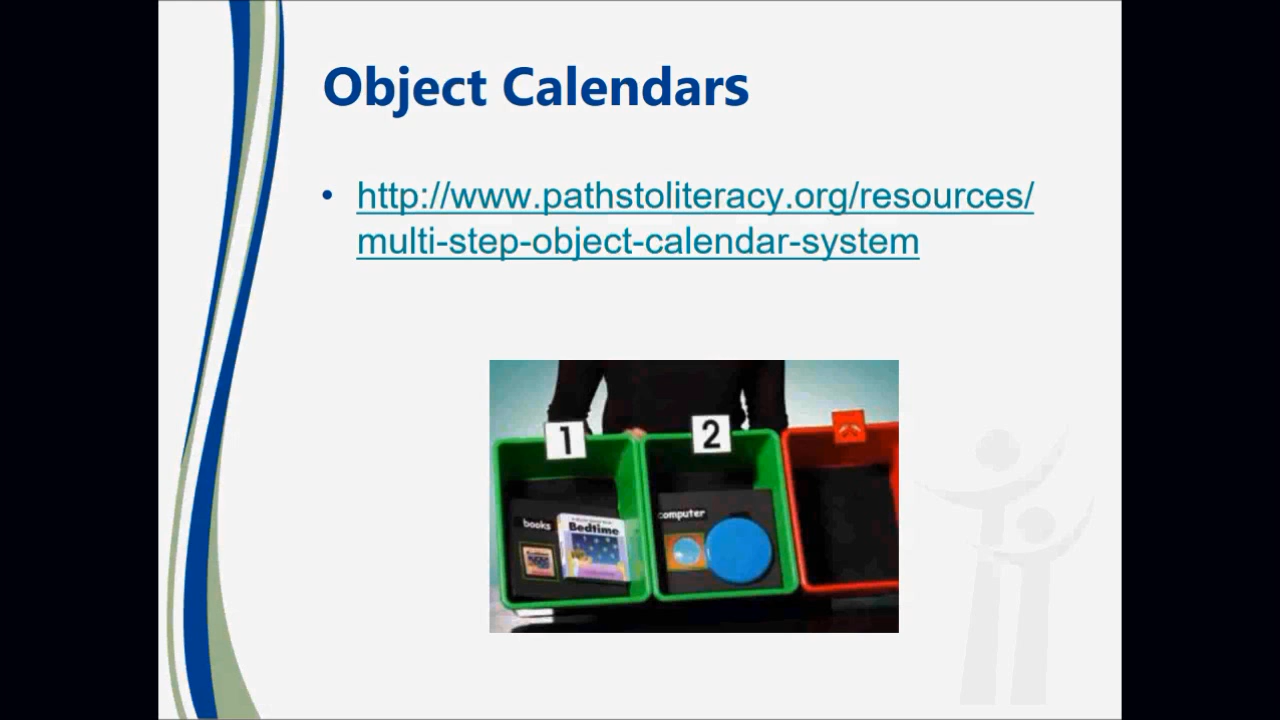 Object Calendars
• http://www.pathstoliteracy.org/resources/
multi-step-object-calendar-system
1
2
books
Bedtime
computer